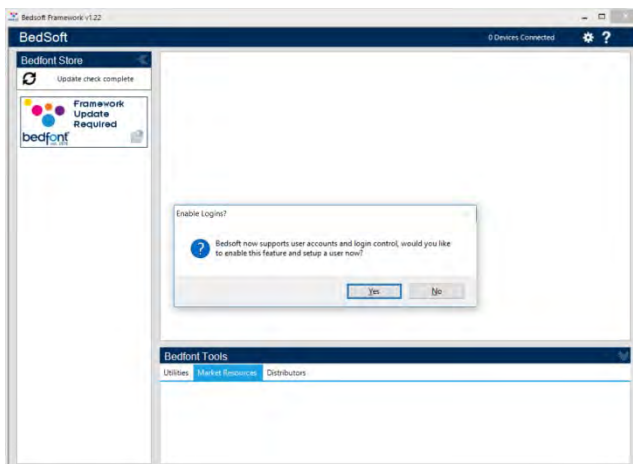 Bedsoft Framework v1.22
BedSoft
0 Devices Connected
?
Bedfont Store
Update check complete
Framework
Update
Required
bedfont
Enable Logins?
?
Bedsoft now supports user accounts and login control, would you like
to enable this feature and setup a user now?
Yes
No
Bedfont Tools
Utilities
Market Resources
Distributors